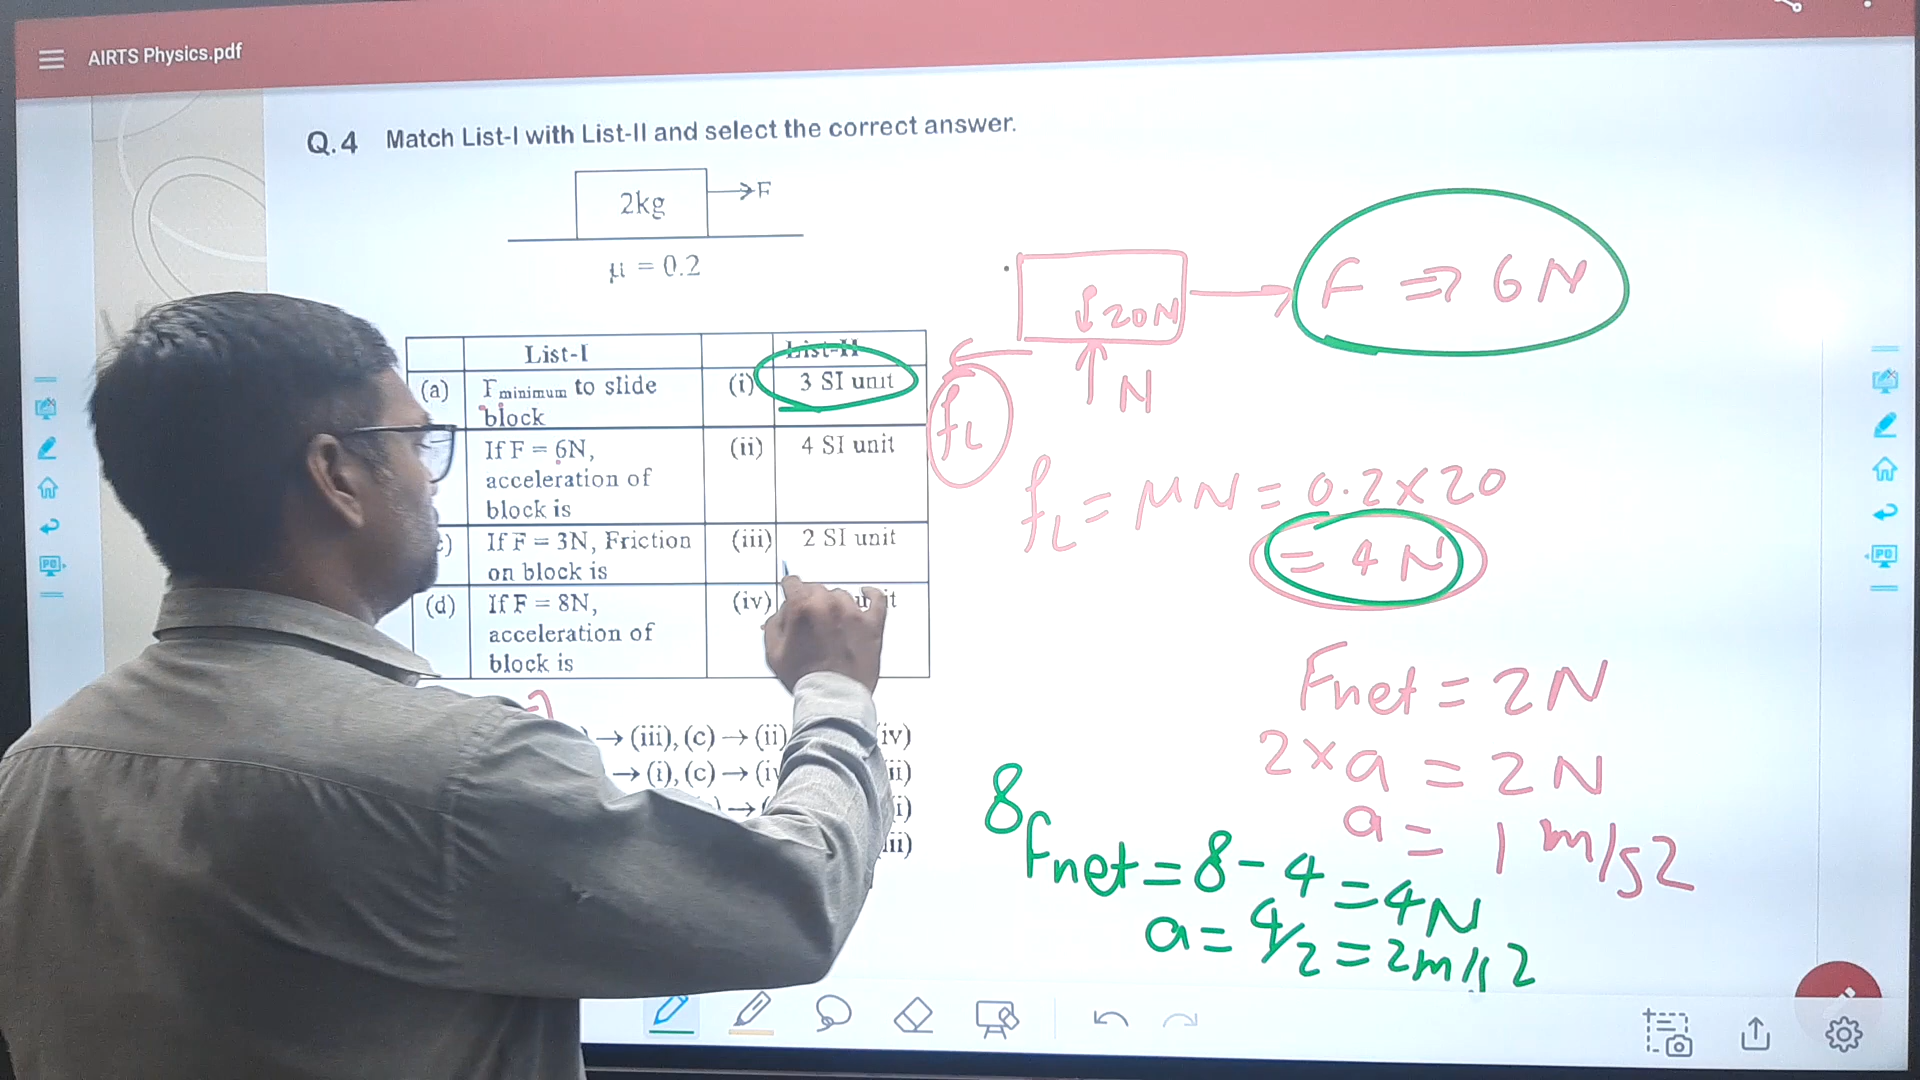 AIRTS Physics.pdf
Q.4 Match List-I with List-II and select the correct answer.
2kg
F
μ = 0.2
List-I List-II
(a) Fminimum to slide block (i) 3 SI unit
If F = 6N, acceleration of block is (ii) 4 SI unit
If F = 3N, Friction on block is (iii) 2 SI unit
(d) If F = 8N, acceleration of block is (iv)
→ (iii), (c) → (ii) iv)
→ (i), (c) →
→ i)
F ⇒ 6N
↓20N
N
fL
fL = μN = 0.2×20
= 4N
Fnet = 2N
2×a = 2N
a = 1 m/s2
8
Fnet = 8-4 = 4N
a = 4/2 = 2m/s2